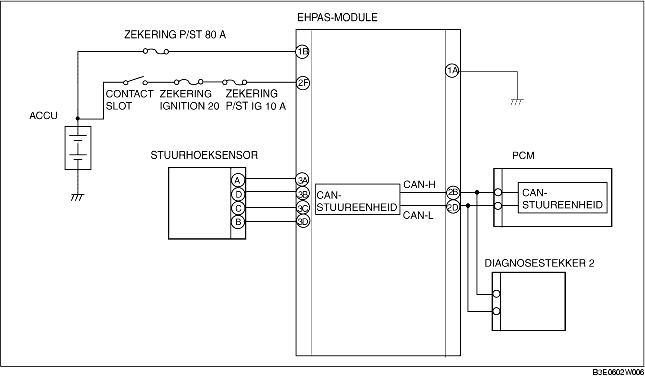 EHPAS-MODULE
ZEKERING P/ST 80 A
1B
1A
2F
CONTACT
SLOT
ZEKERING
IGNITION 20
ZEKERING
P/ST IG 10 A
ACCU
STUURHOEKSENSOR
PCM
A
D
C
B
3A
3B
3C
3D
CAN-
STUUREENHEID
CAN-H
CAN-L
2B
2D
CAN-
STUUREENHEID
DIAGNOSESTEKKER 2
B3E0602W006